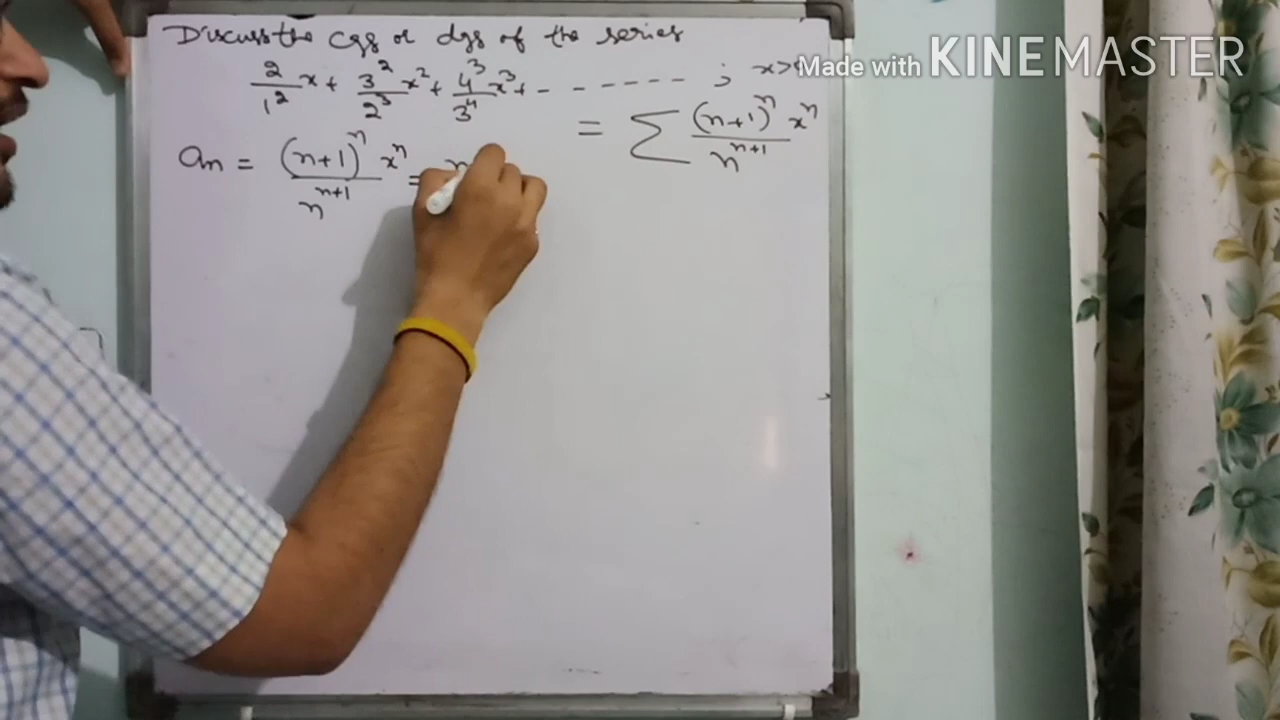 Discuss the cgs or dgs of the series
2/1² x + 3²/2³ x² + 4³/3⁴ x³ + - - - - - - - ; x>
Made with KINEMASTER
= Σ (n+1)ⁿ/nⁿ⁺¹ xⁿ
aₙ = (n+1)ⁿ/nⁿ⁺¹ xⁿ =